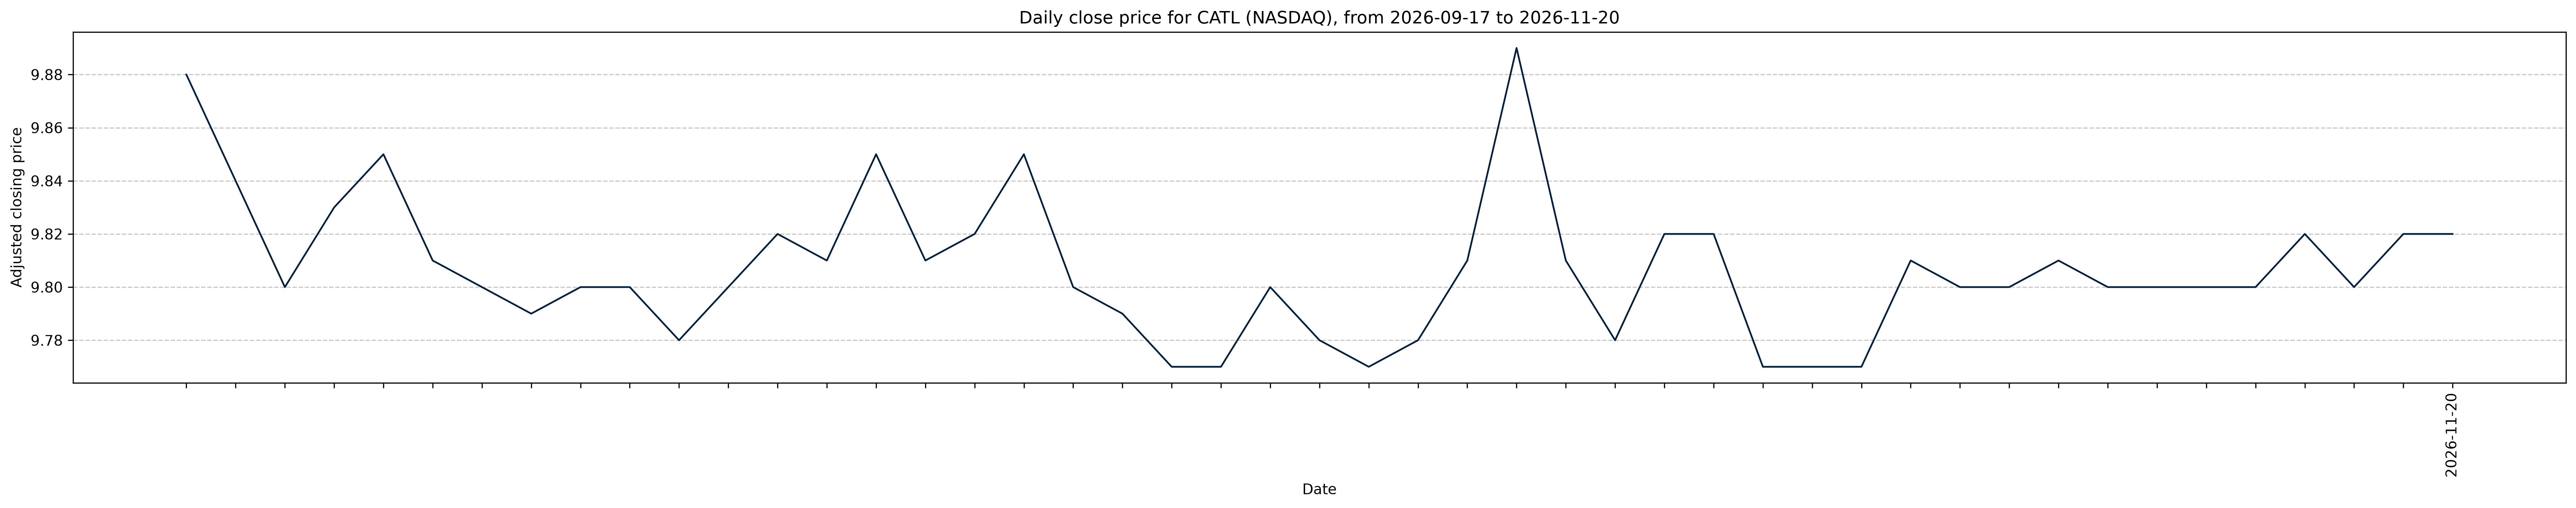 Daily close price for CATL (NASDAQ), from 2026-09-17 to 2026-11-20
Adjusted closing price
9.88
9.86
9.84
9.82
9.80
9.78
2026-11-20
Date